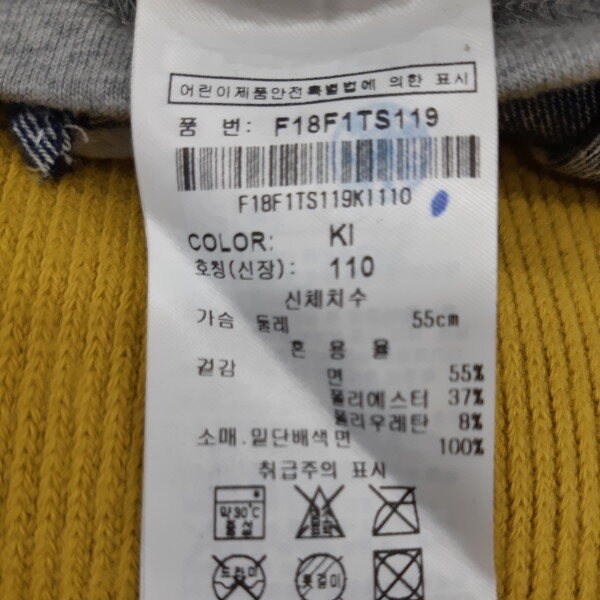 어린이제품안전특별법에 의한 표시
품 번: F18F1TS119
F18F1TS119KI110
COLOR: KI
호칭(신장): 110
신체치수
가슴 둘레 55cm
혼 용 율
겉감
면 55%
폴리에스터 37%
폴리우레탄 8%
소매.밑단배색면 100%
취급주의 표시
약30℃
중성
옷걸이